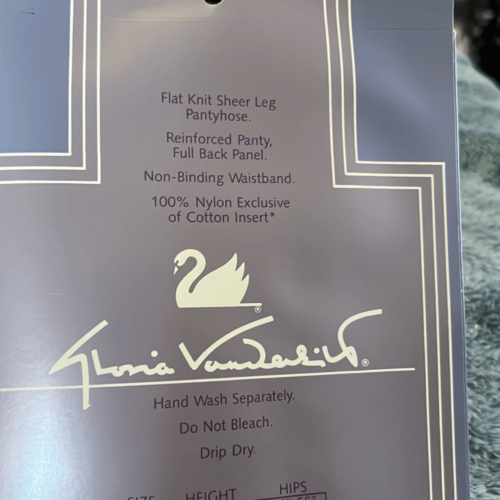 Flat Knit Sheer Leg
Pantyhose.
Reinforced Panty,
Full Back Panel.
Non-Binding Waistband.
100% Nylon Exclusive
of Cotton Insert*
®
Gloria Vanderbilt ®
Hand Wash Separately.
Do Not Bleach.
Drip Dry.
SIZE HEIGHT HIPS